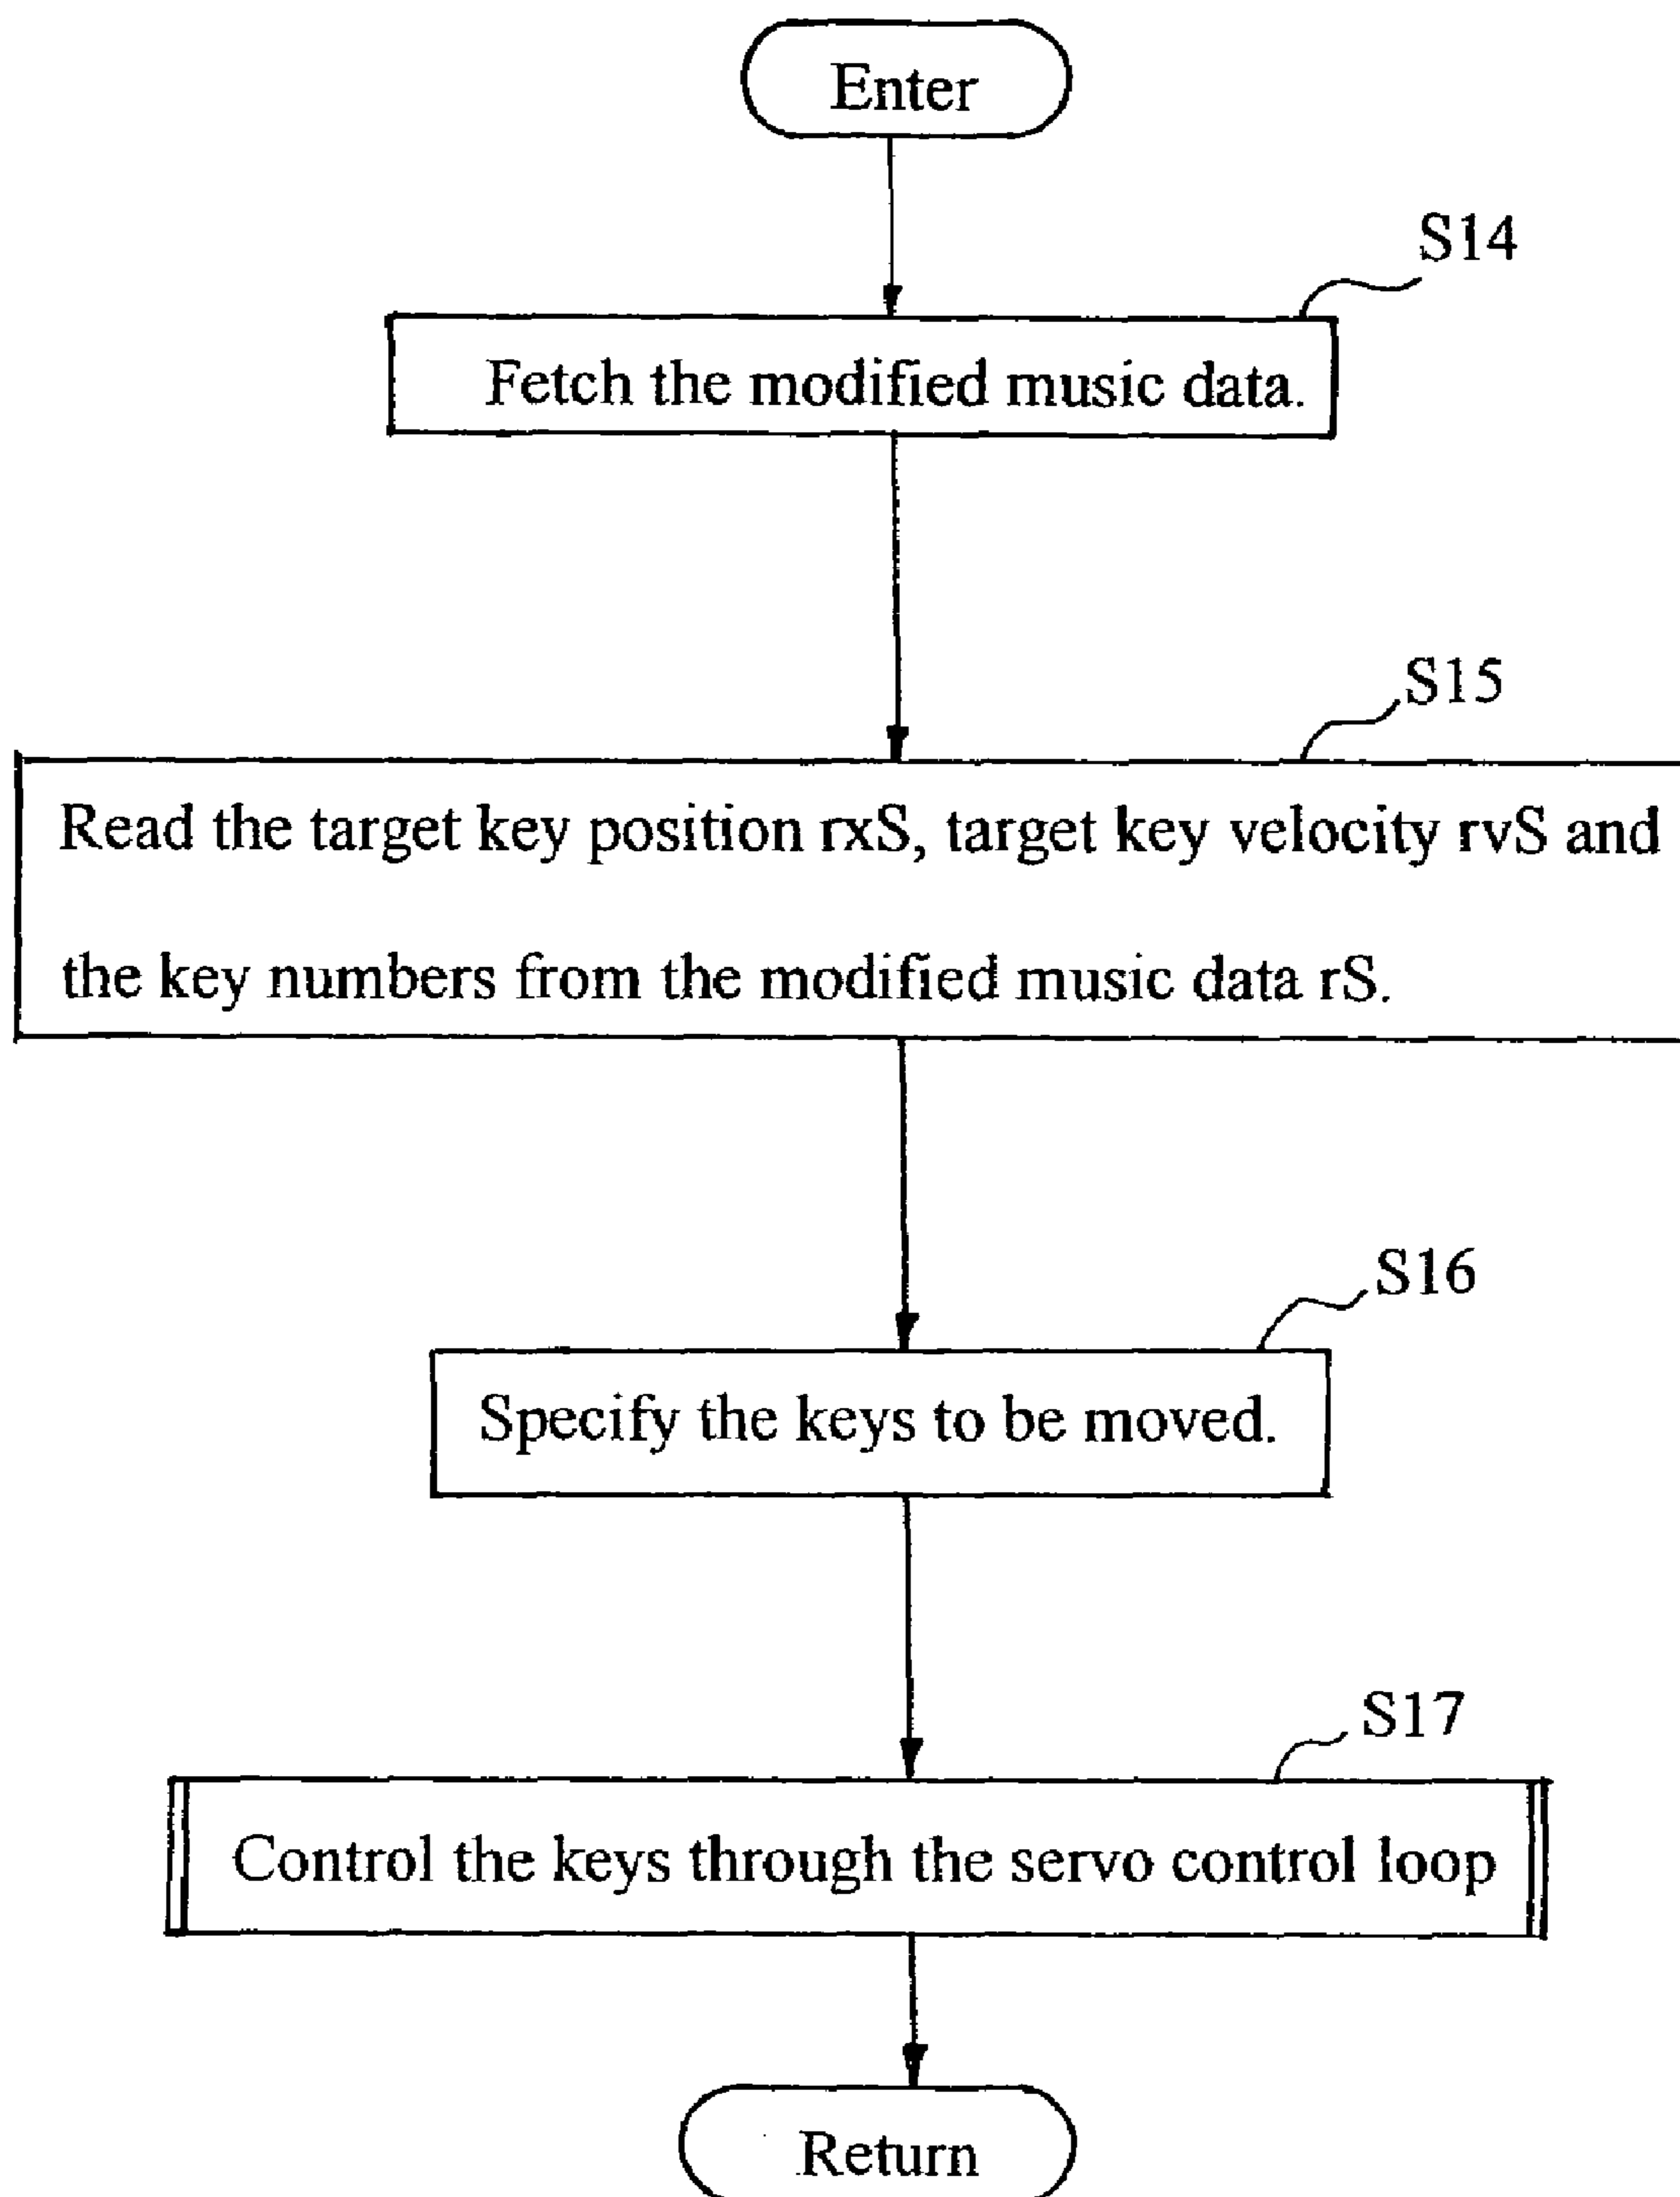 Enter
S14
Fetch the modified music data.
S15
Read the target key position rxS, target key velocity rvS and
the key numbers from the modified music data rS.
S16
Specify the keys to be moved.
S17
Control the keys through the servo control loop
Return